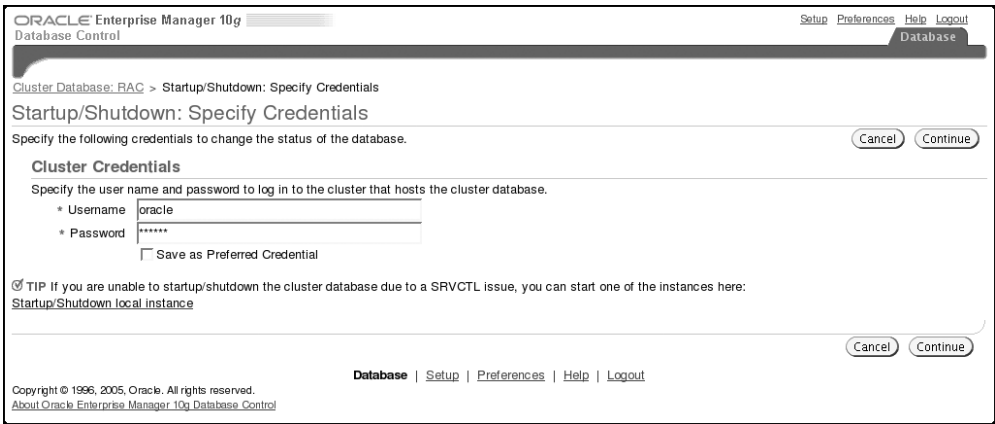 ORACLE Enterprise Manager 10g
Database Control
Setup Preferences Help Logout
Database
Cluster Database: RAC > Startup/Shutdown: Specify Credentials
Startup/Shutdown: Specify Credentials
Specify the following credentials to change the status of the database.
Cancel Continue
Cluster Credentials
Specify the user name and password to log in to the cluster that hosts the cluster database.
* Username oracle
* Password ******
Save as Preferred Credential
TIP If you are unable to startup/shutdown the cluster database due to a SRVCTL issue, you can start one of the instances here:
Startup/Shutdown local instance
Cancel Continue
Database | Setup | Preferences | Help | Logout
Copyright © 1996, 2005, Oracle. All rights reserved.
About Oracle Enterprise Manager 10g Database Control